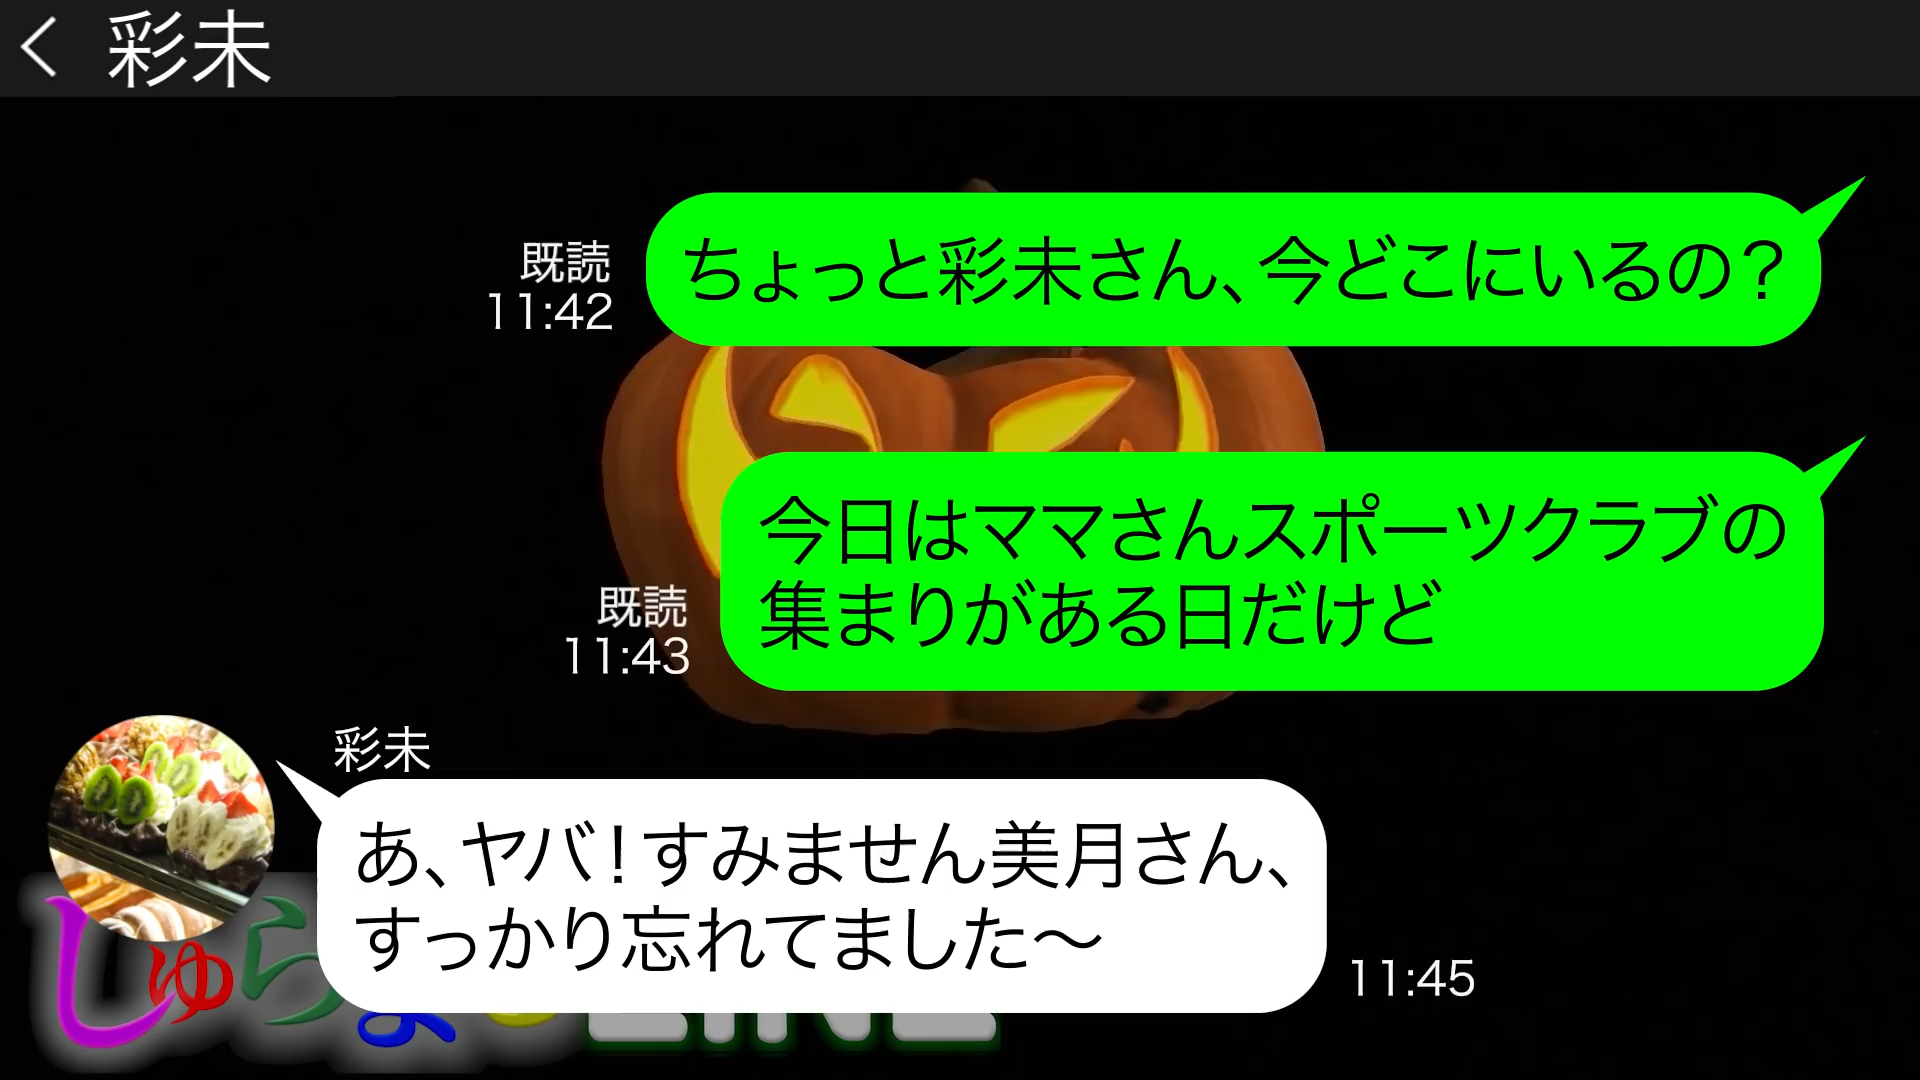 彩未
ちょっと彩未さん、今どこにいるの？
既読
11:42
今日はママさんスポーツクラブの
集まりがある日だけど
既読
11:43
彩未
あ、ヤバ！すみません美月さん、
すっかり忘れてました〜
11:45
しゅら
LINE